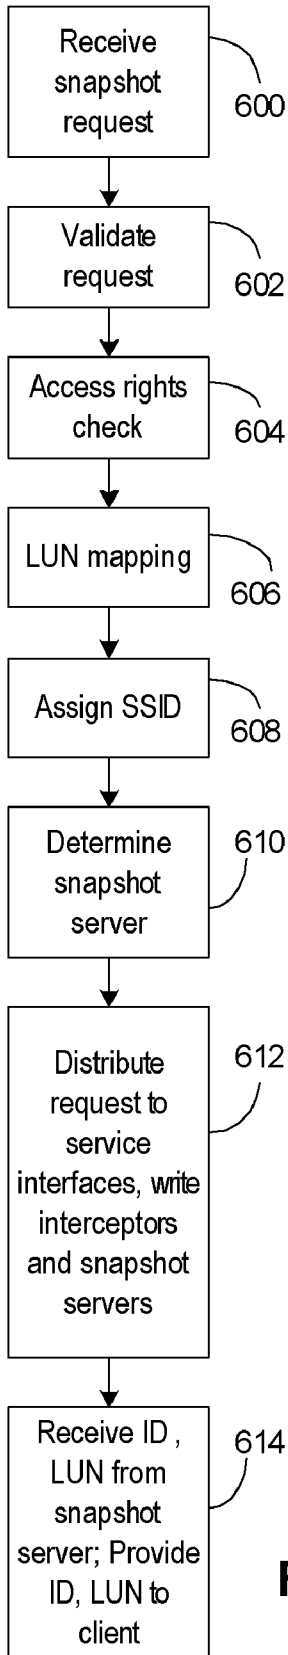 Receive
snapshot
request
600
Validate
request
602
Access rights
check
604
LUN mapping
606
Assign SSID
608
Determine
snapshot
server
610
Distribute
request to
service
interfaces, write
interceptors
and snapshot
servers
612
Receive ID ,
LUN from
snapshot
server; Provide
ID, LUN to
client
614